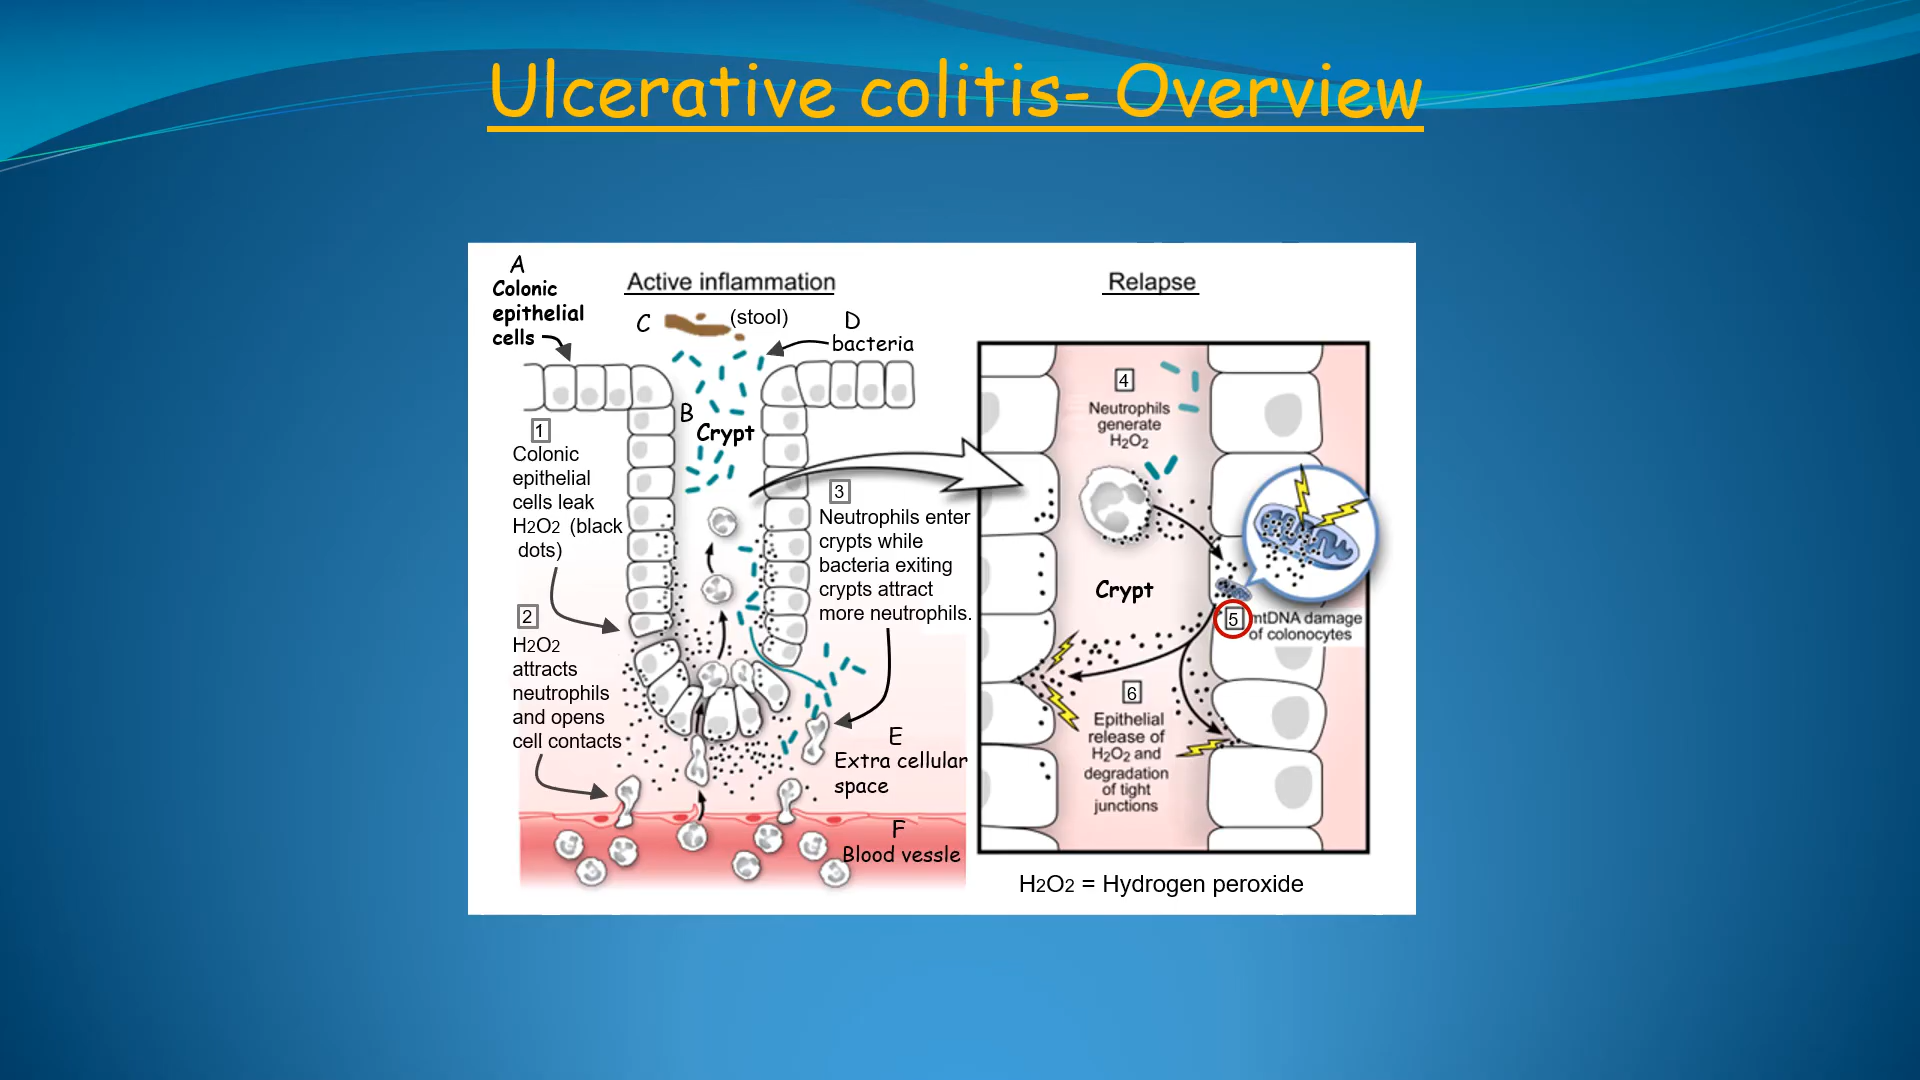 Ulcerative colitis- Overview
A
Colonic
epithelial
cells
Active inflammation
C
(stool)
D
bacteria
B
Crypt
1
Colonic
epithelial
cells leak
H2O2 (black
dots)
2
H2O2
attracts
neutrophils
and opens
cell contacts
3
Neutrophils enter
crypts while
bacteria exiting
crypts attract
more neutrophils.
E
Extra cellular
space
F
Blood vessle
Relapse
4
Neutrophils
generate
H2O2
Crypt
5
mtDNA damage
of colonocytes
6
Epithelial
release of
H2O2 and
degradation
of tight
junctions
H2O2 = Hydrogen peroxide